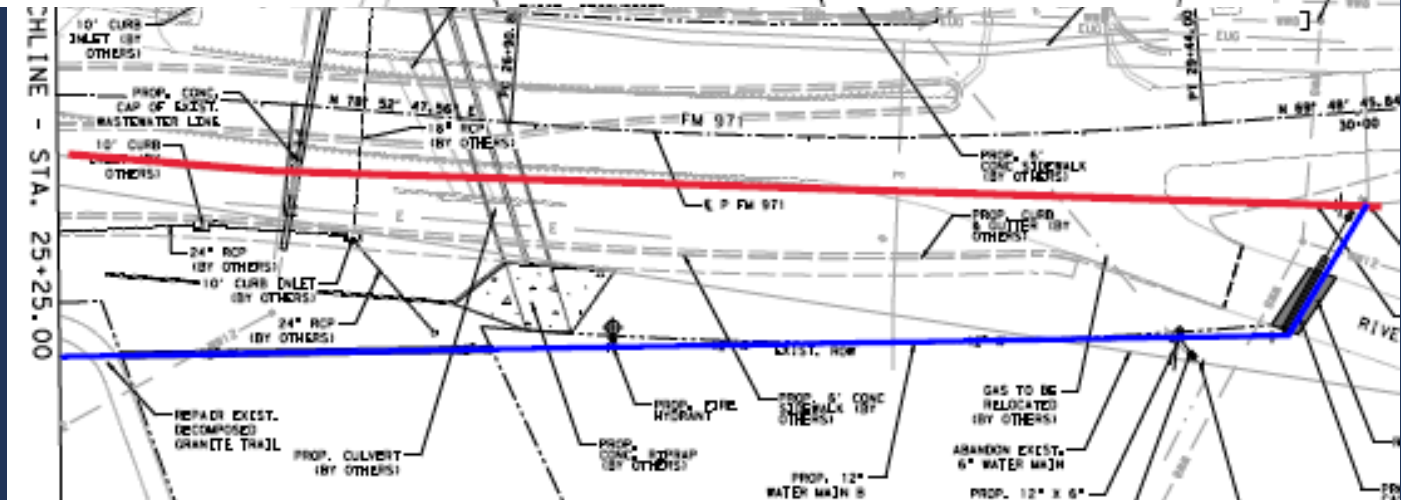 10' CURB
INLET (BY
OTHERS)
PROP. CONC.
CAP OF EXIST.
WASTEWATER LINE
10' CURB
OTHERS)
N 78° 52' 47.56" E
18" RCP
(BY OTHERS)
FM 971
PT 29+44.00
N 69° 48' 45.84
30+00
PROP. 6'
CONC SIDEWALK
(BY OTHERS)
℄ P FM 971
PROP. CURB
& GUTTER (BY
OTHERS)
E
E
24" RCP
(BY OTHERS)
10' CURB INLET
(BY OTHERS)
24" RCP
(BY OTHERS)
CHLINE - STA. 25+25.00
EXIST. ROW
RIVE
REPAIR EXIST.
DECOMPOSED
GRANITE TRAIL
PROP. CULVERT
(BY OTHERS)
PROP. FIRE
HYDRANT
PROP.
CONC. RIPRAP
(BY OTHERS)
PROP. 6' CONC
SIDEWALK (BY
OTHERS)
PROP. 12"
WATER MAIN B
GAS TO BE
RELOCATED
(BY OTHERS)
ABANDON EXIST.
6" WATER MAIN
PROP. 12" X 6"